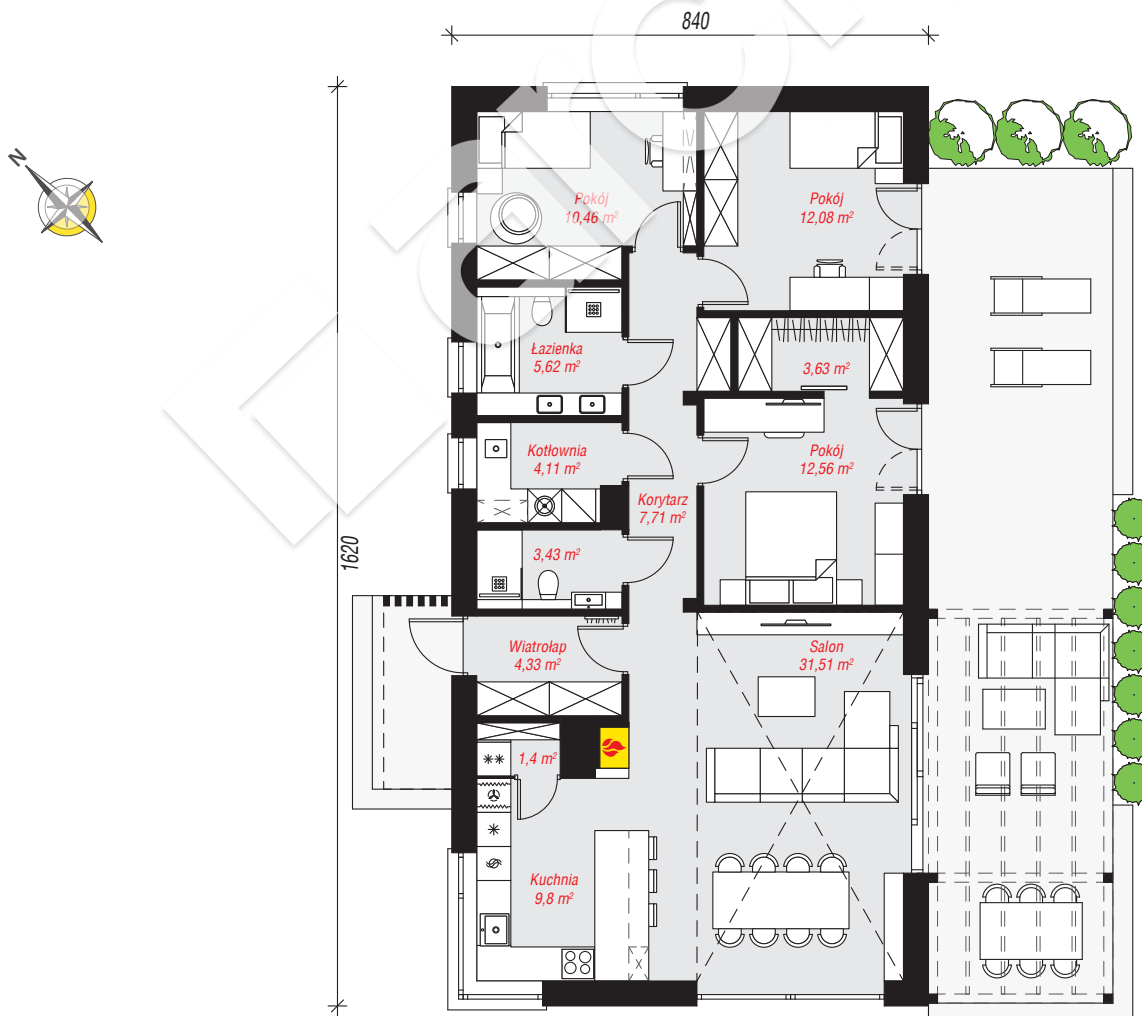 840
N
Pokój
10,46 m²
Pokój
12,08 m²
Łazienka
5,62 m²
3,63 m²
Kotłownia
4,11 m²
Pokój
12,56 m²
Korytarz
7,71 m²
1620
3,43 m²
Wiatrołap
4,33 m²
Salon
31,51 m²
1,4 m²
Kuchnia
9,8 m²